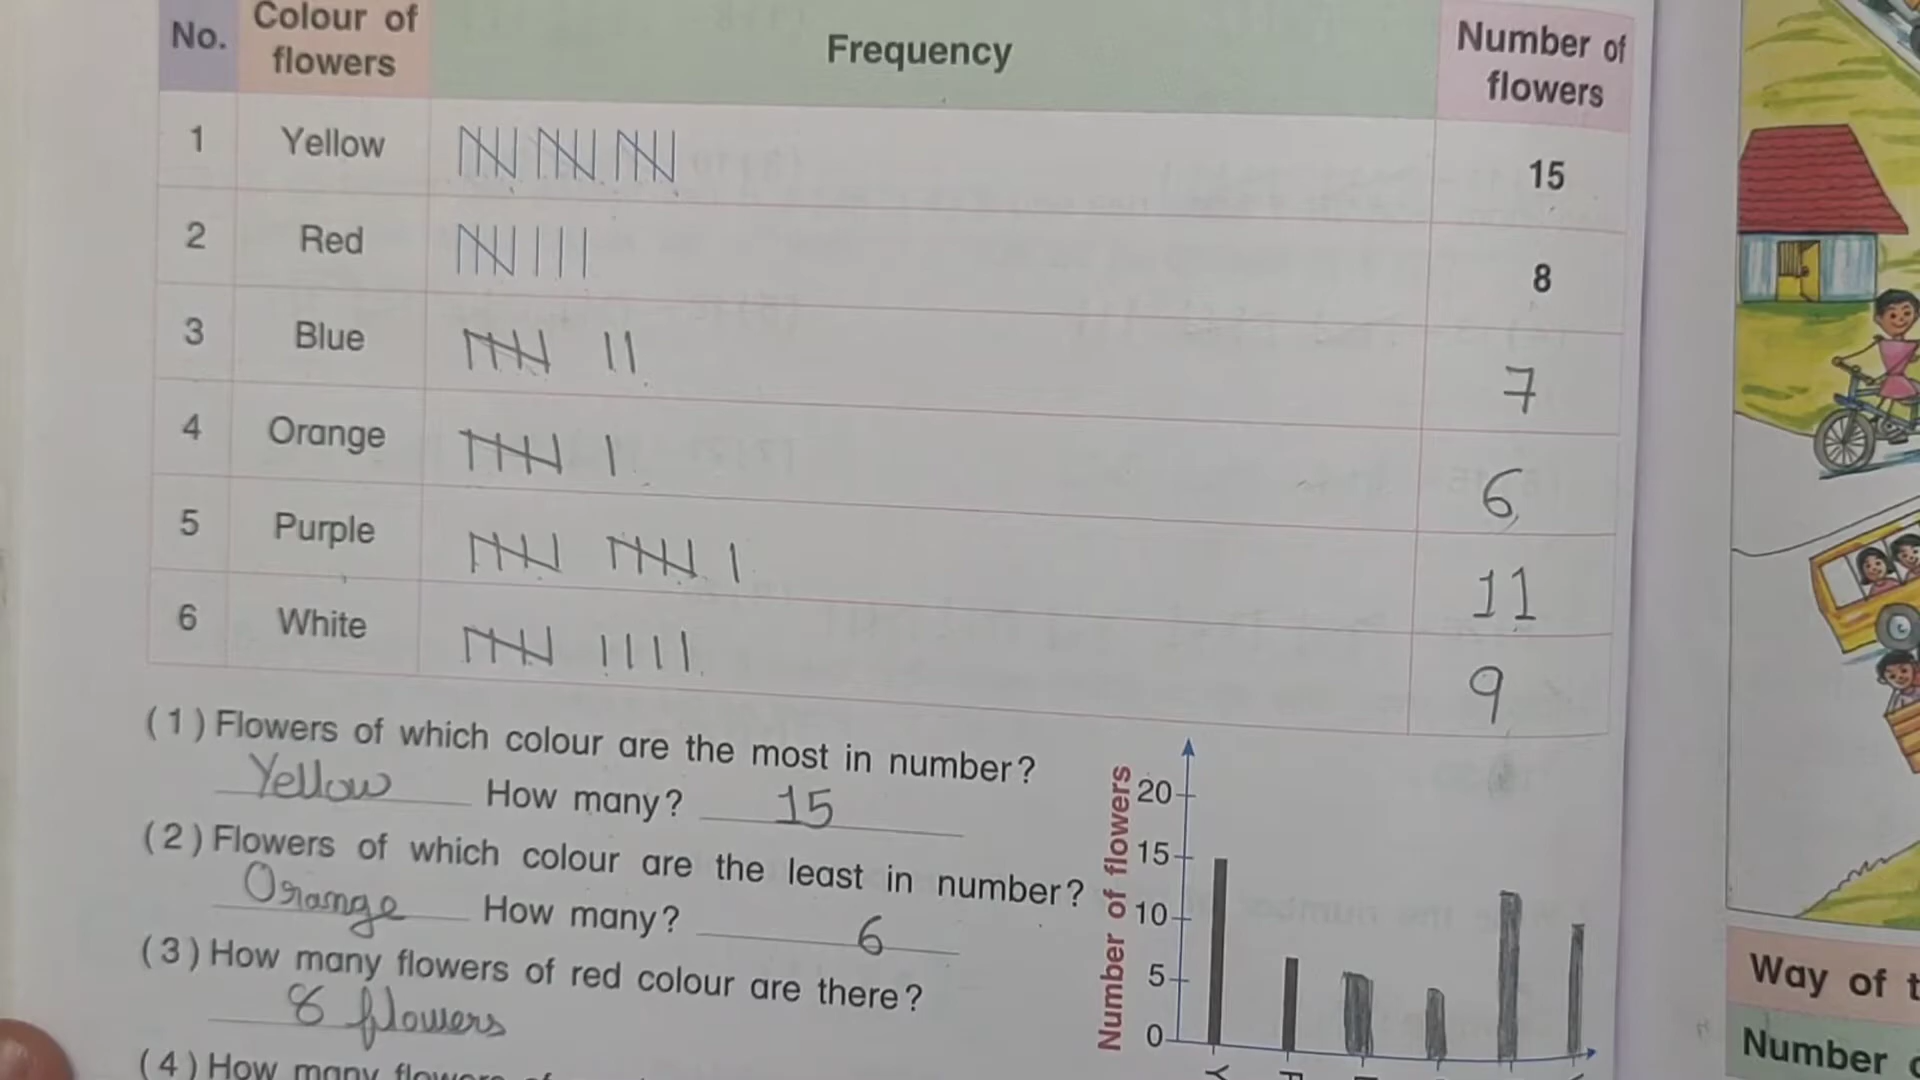 No. Colour of flowers Frequency Number of flowers
1 Yellow 15
2 Red 8
3 Blue 7
4 Orange 6
5 Purple 11
6 White 9
(1) Flowers of which colour are the most in number?
Yellow How many? 15
(2) Flowers of which colour are the least in number?
Orange How many? 6
(3) How many flowers of red colour are there?
8 flowers
(4) How many
Number of flowers
20
15
10
5
0
Y
Way of
Number